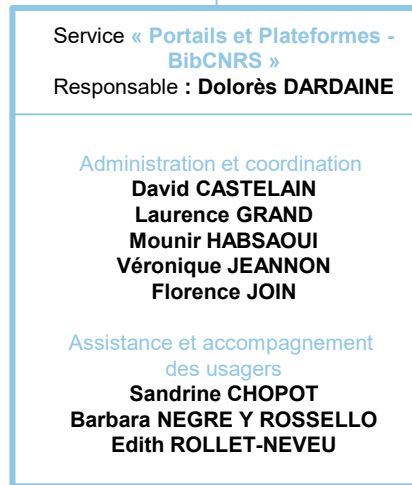 Service « Portails et Plateformes -
BibCNRS »
Responsable : Dolorès DARDAINE
Administration et coordination
David CASTELAIN
Laurence GRAND
Mounir HABSAOUI
Véronique JEANNON
Florence JOIN
Assistance et accompagnement
des usagers
Sandrine CHOPOT
Barbara NEGRE Y ROSSELLO
Edith ROLLET-NEVEU